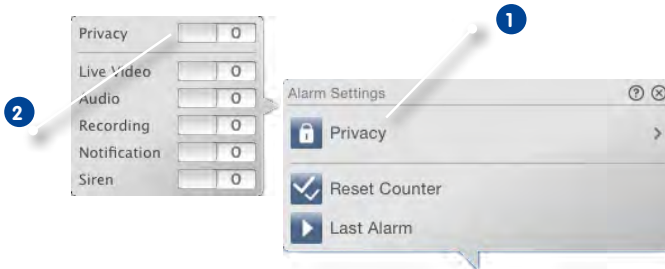 1
Privacy 0
2
Live Video 0
Audio 0
Recording 0
Notification 0
Siren 0
Alarm Settings ?
Privacy
Reset Counter
Last Alarm